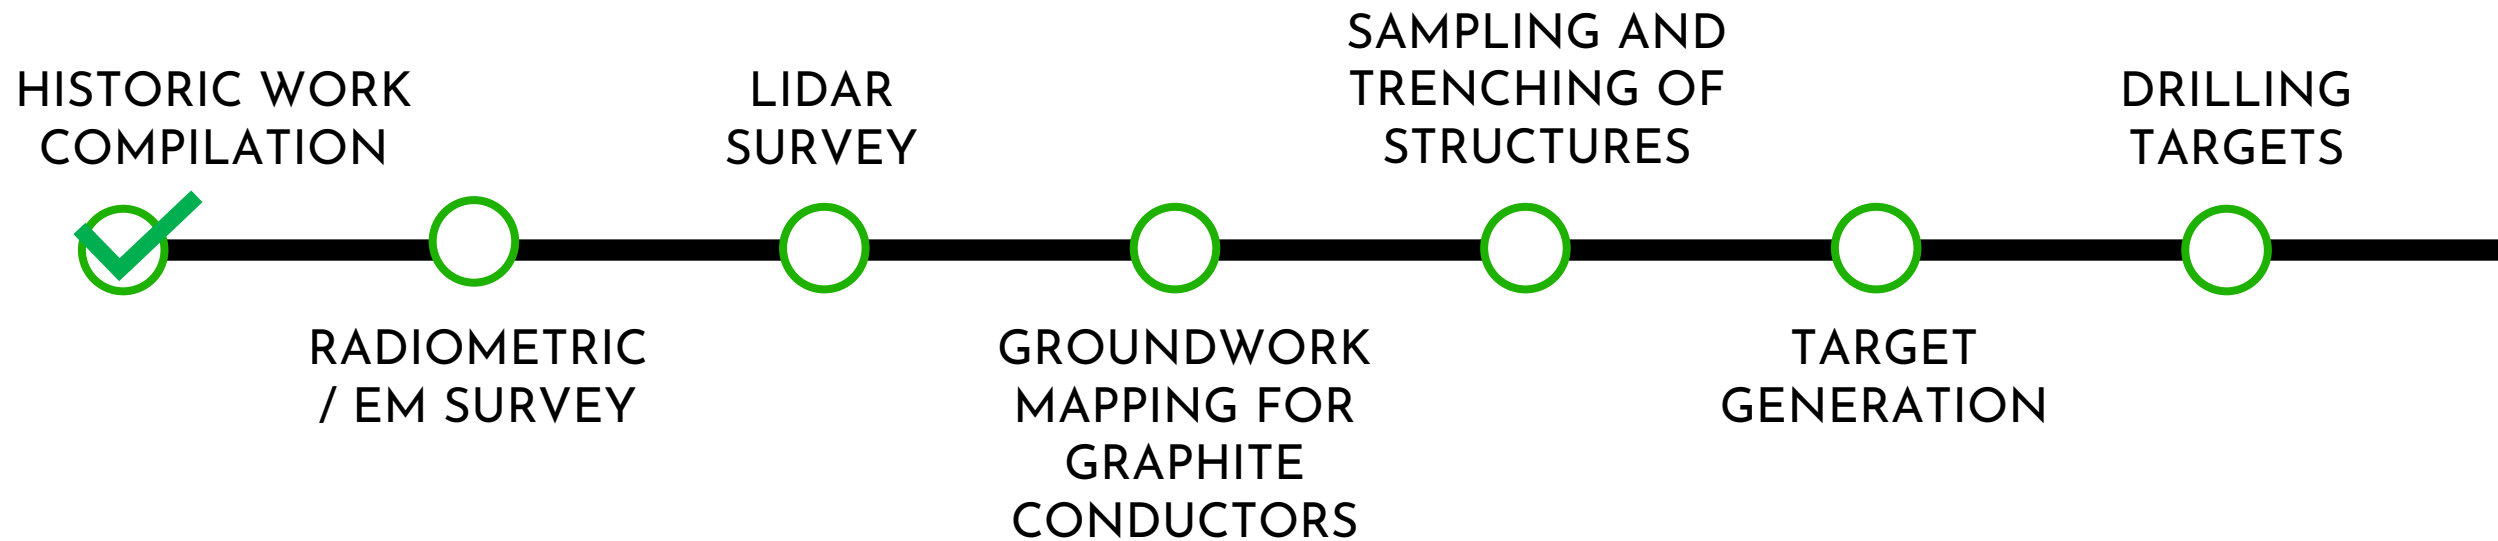 HISTORIC WORK
COMPILATION
RADIOMETRIC
/ EM SURVEY
LIDAR
SURVEY
GROUNDWORK
MAPPING FOR
GRAPHITE
CONDUCTORS
SAMPLING AND
TRENCHING OF
STRUCTURES
TARGET
GENERATION
DRILLING
TARGETS